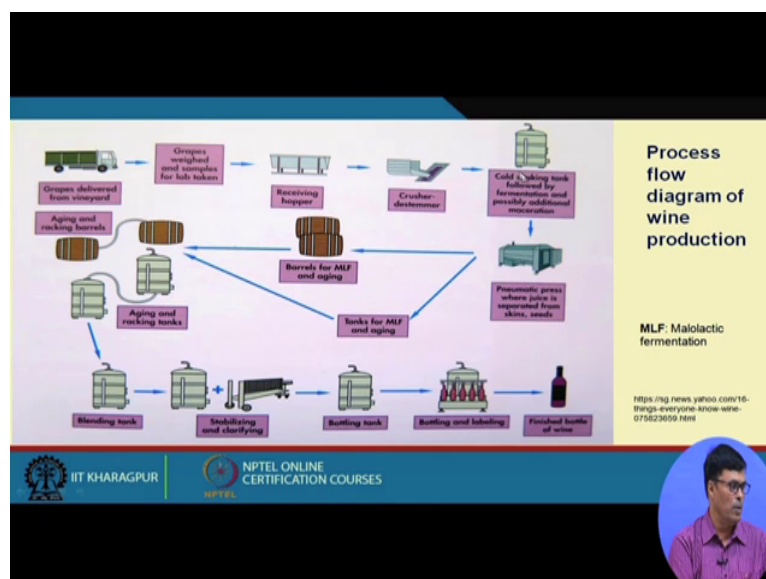 Process
flow
diagram of
wine
production
Grapes delivered
from vineyard
Grapes
weighed
and samples
for lab taken
Receiving
hopper
Crusher-
destemmer
Cold soaking tank
followed by
fermentation and
possibly additional
maceration
Pneumatic press
where juice is
separated from
skins, seeds
Barrels for MLF
and aging
Tanks for MLF
and aging
Aging and
racking barrels
Aging and
racking tanks
Blending tank
+
Stabilizing
and clarifying
Bottling tank
Bottling and labeling
Finished bottle
of wine
MLF: Malolactic
fermentation
https://sg.news.yahoo.com/16-
things-everyone-know-wine-
075623659.html
IIT KHARAGPUR
NPTEL
NPTEL ONLINE
CERTIFICATION COURSES